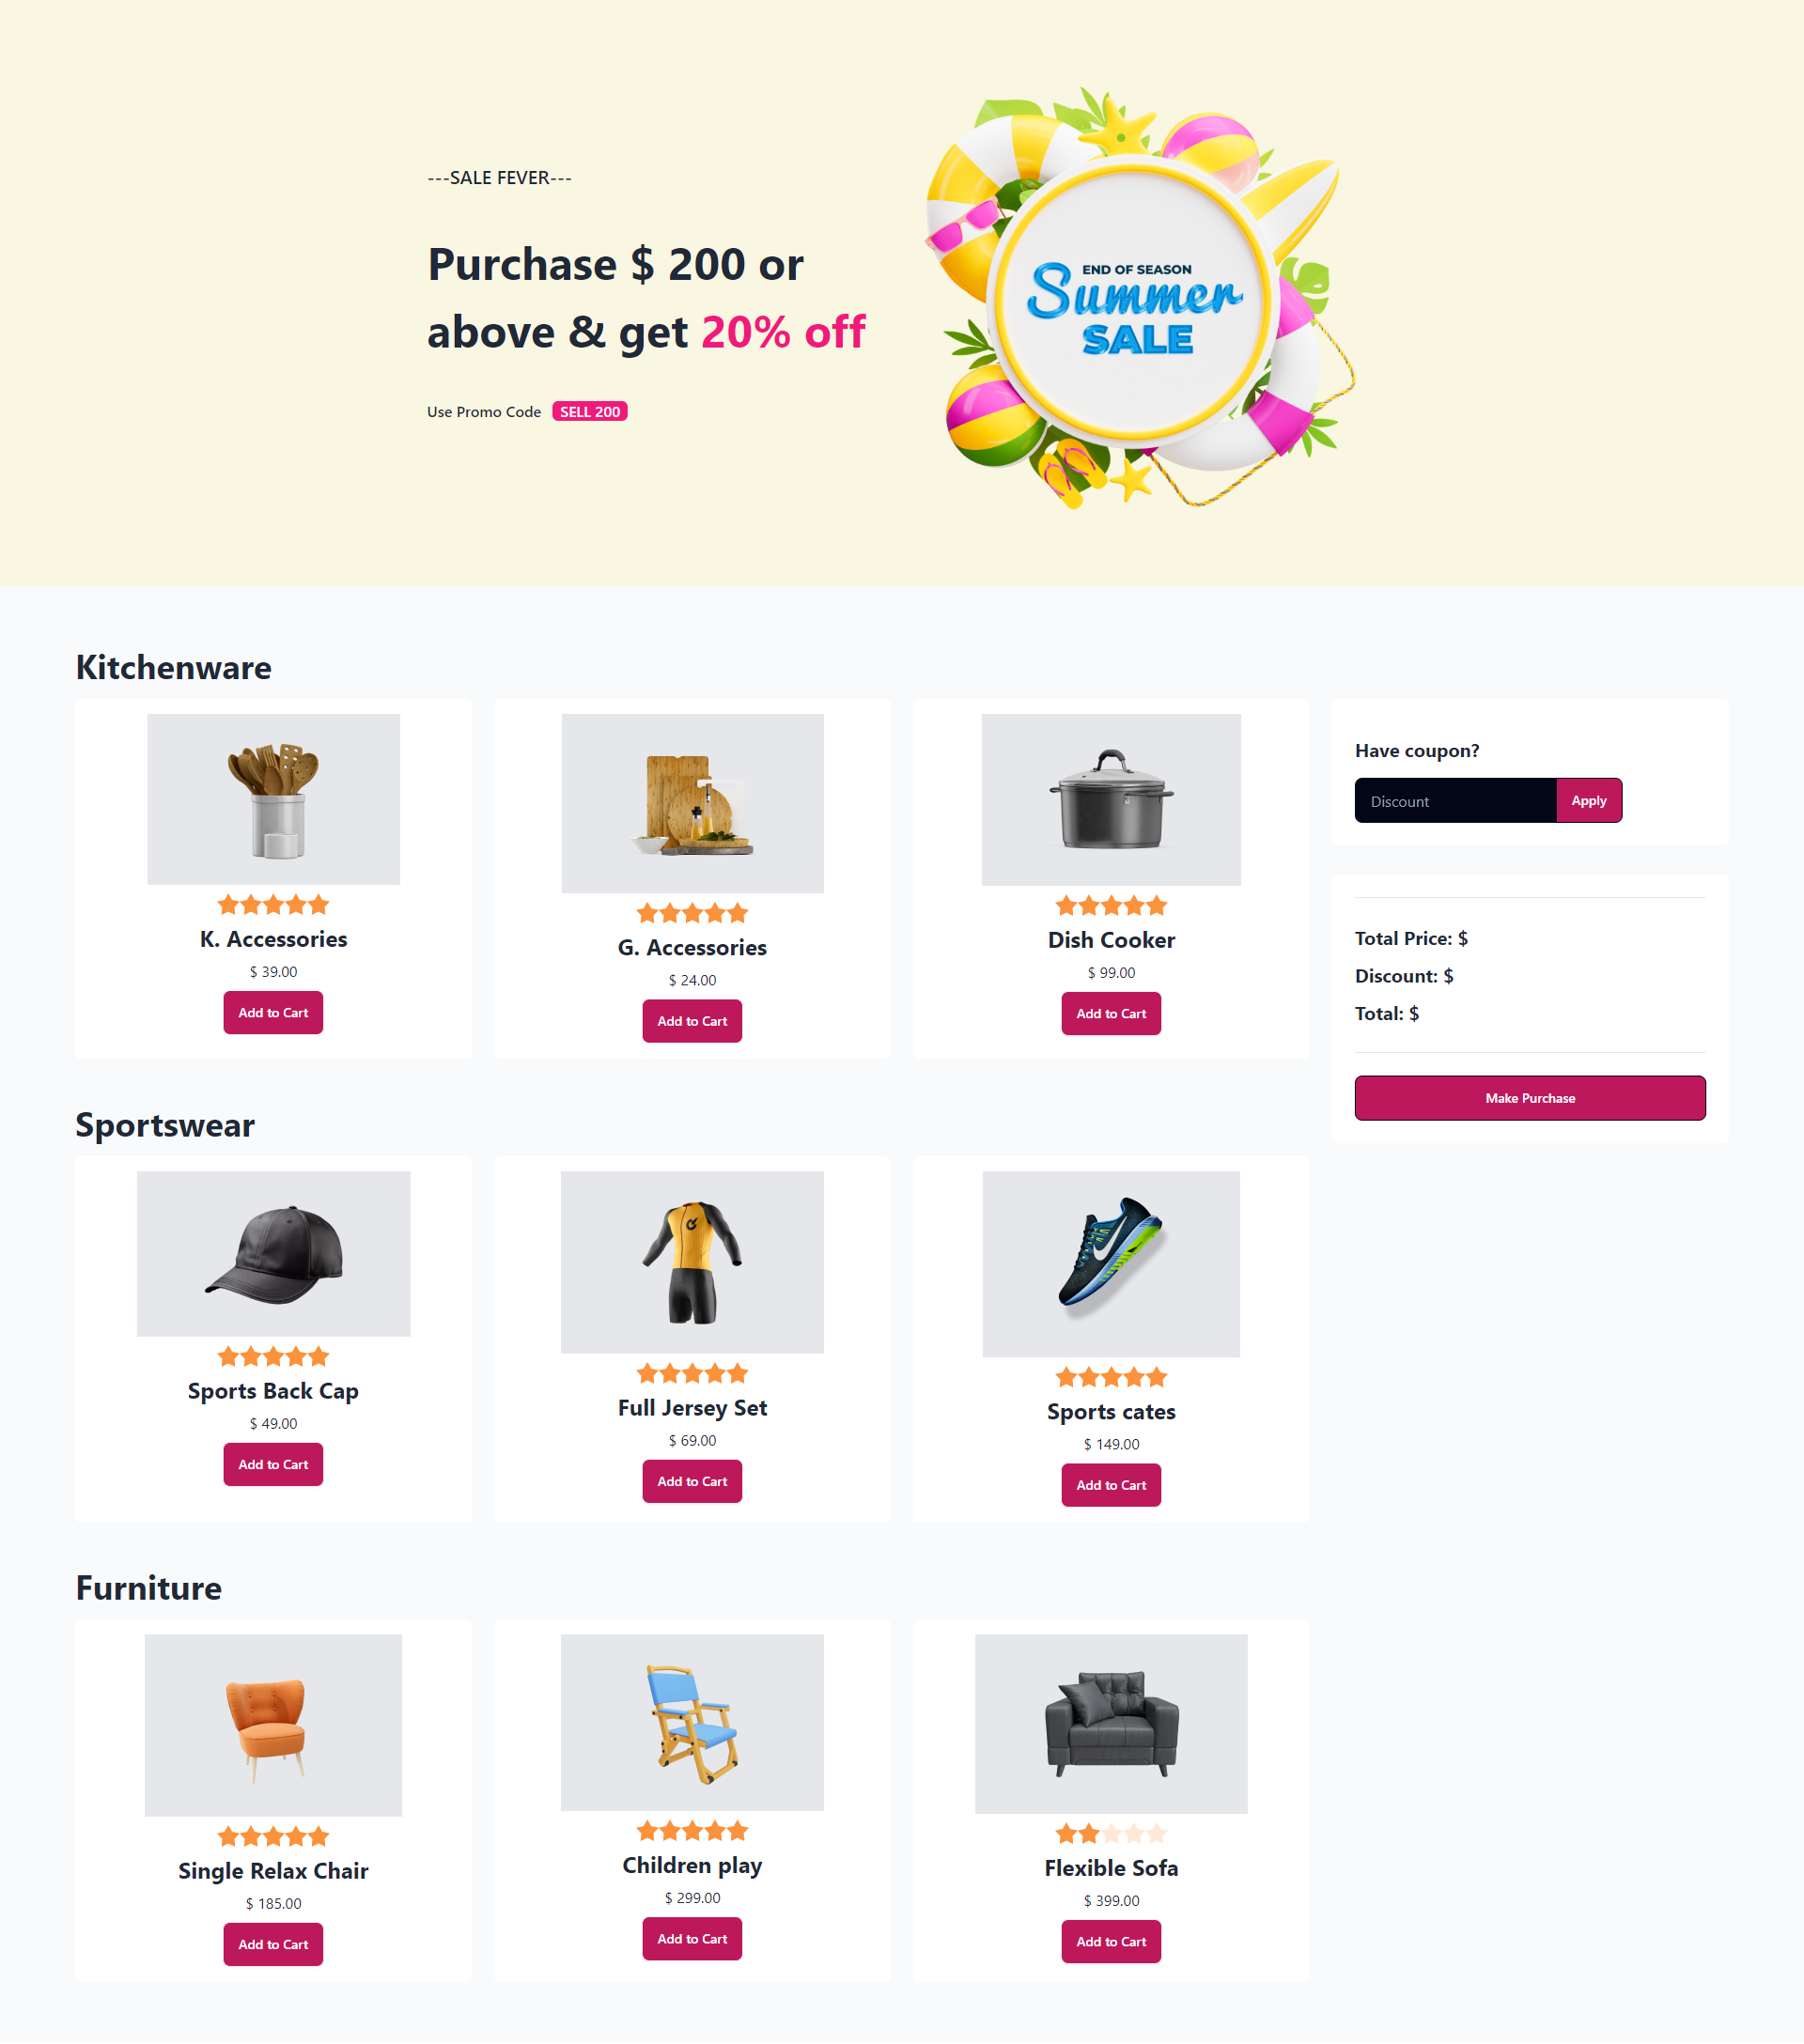 ---SALE FEVER---
Purchase $ 200 or
above & get 20% off
Use Promo Code SELL 200
END OF SEASON
Summer
SALE
Kitchenware
K. Accessories
$ 39.00
Add to Cart
G. Accessories
$ 24.00
Add to Cart
Dish Cooker
$ 99.00
Add to Cart
Have coupon?
Discount
Apply
Total Price: $
Discount: $
Total: $
Make Purchase
Sportswear
Sports Back Cap
$ 49.00
Add to Cart
Full Jersey Set
$ 69.00
Add to Cart
Sports cates
$ 149.00
Add to Cart
Furniture
Single Relax Chair
$ 185.00
Add to Cart
Children play
$ 299.00
Add to Cart
Flexible Sofa
$ 399.00
Add to Cart